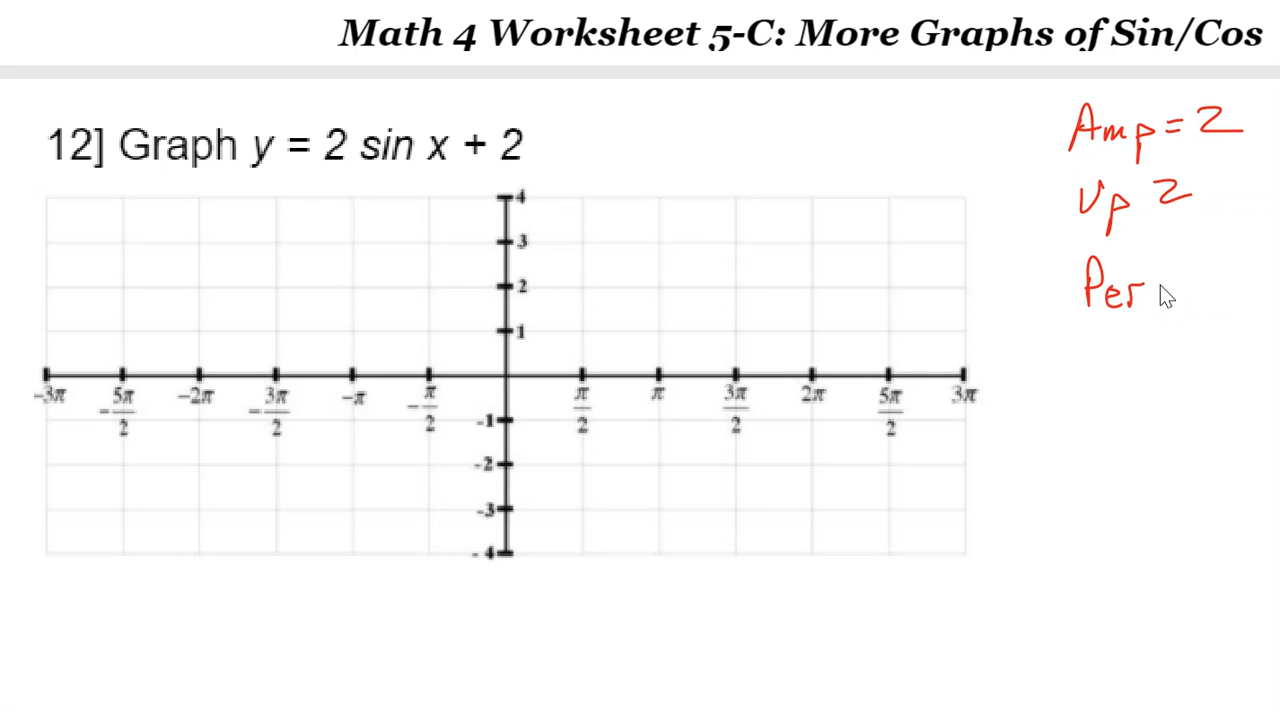 Math 4 Worksheet 5-C: More Graphs of Sin/Cos
12] Graph y = 2 sin x + 2
Amp = 2
Up 2
Per
4
3
2
1
-3π
-5π/2
-2π
-3π/2
-π
-π/2
π/2
π
3π/2
2π
5π/2
3π
-1
-2
-3
-4